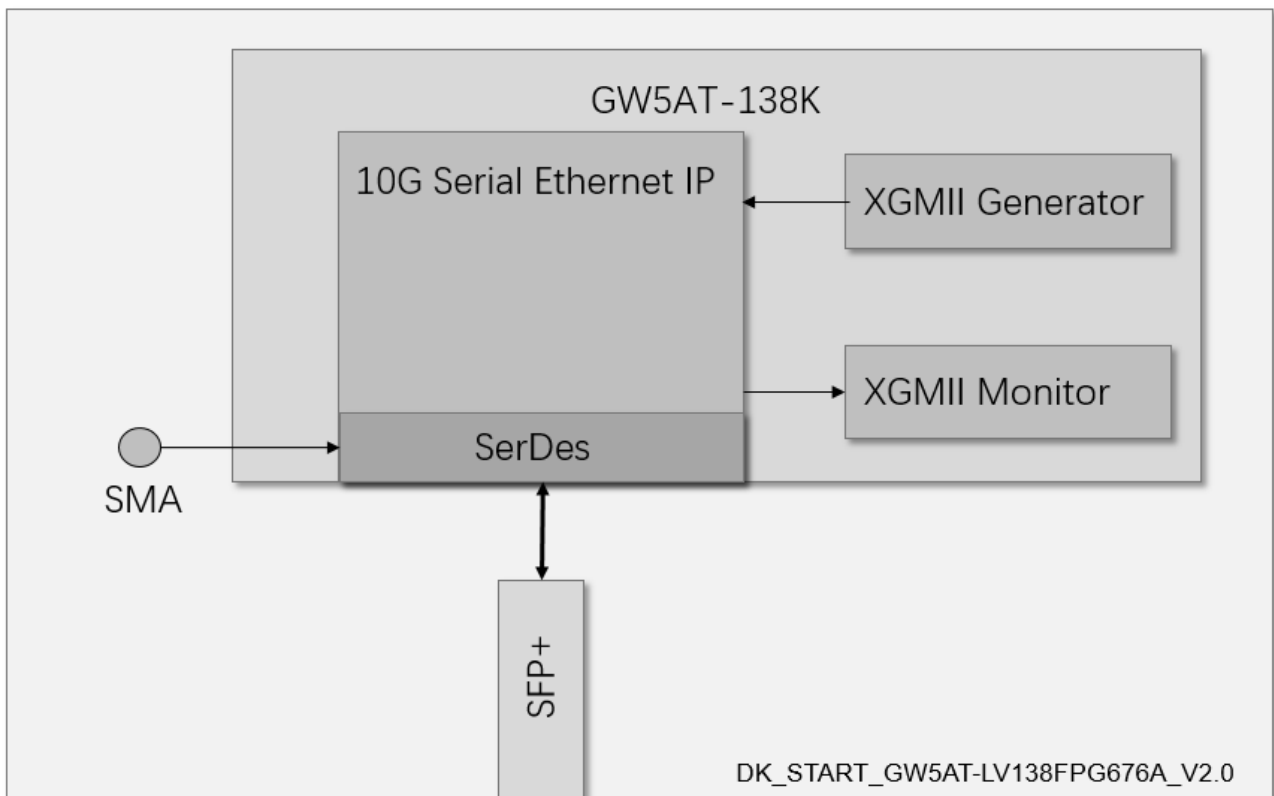 GW5AT-138K
10G Serial Ethernet IP
XGMII Generator
XGMII Monitor
SerDes
SMA
SFP+
DK_START_GW5AT-LV138FPG676A_V2.0